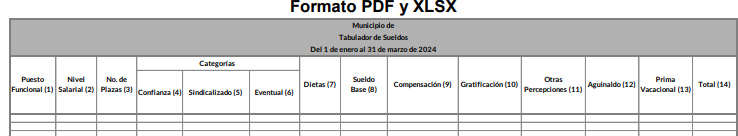 Formato PDF y XLSX
Municipio de
Tabulador de Sueldos
Del 1 de enero al 31 de marzo de 2024
Puesto Funcional (1)
Nivel Salarial (2)
No. de Plazas (3)
Categorías
Confianza (4)
Sindicalizado (5)
Eventual (6)
Dietas (7)
Sueldo Base (8)
Compensación (9)
Gratificación (10)
Otras Percepciones (11)
Aguinaldo (12)
Prima Vacacional (13)
Total (14)